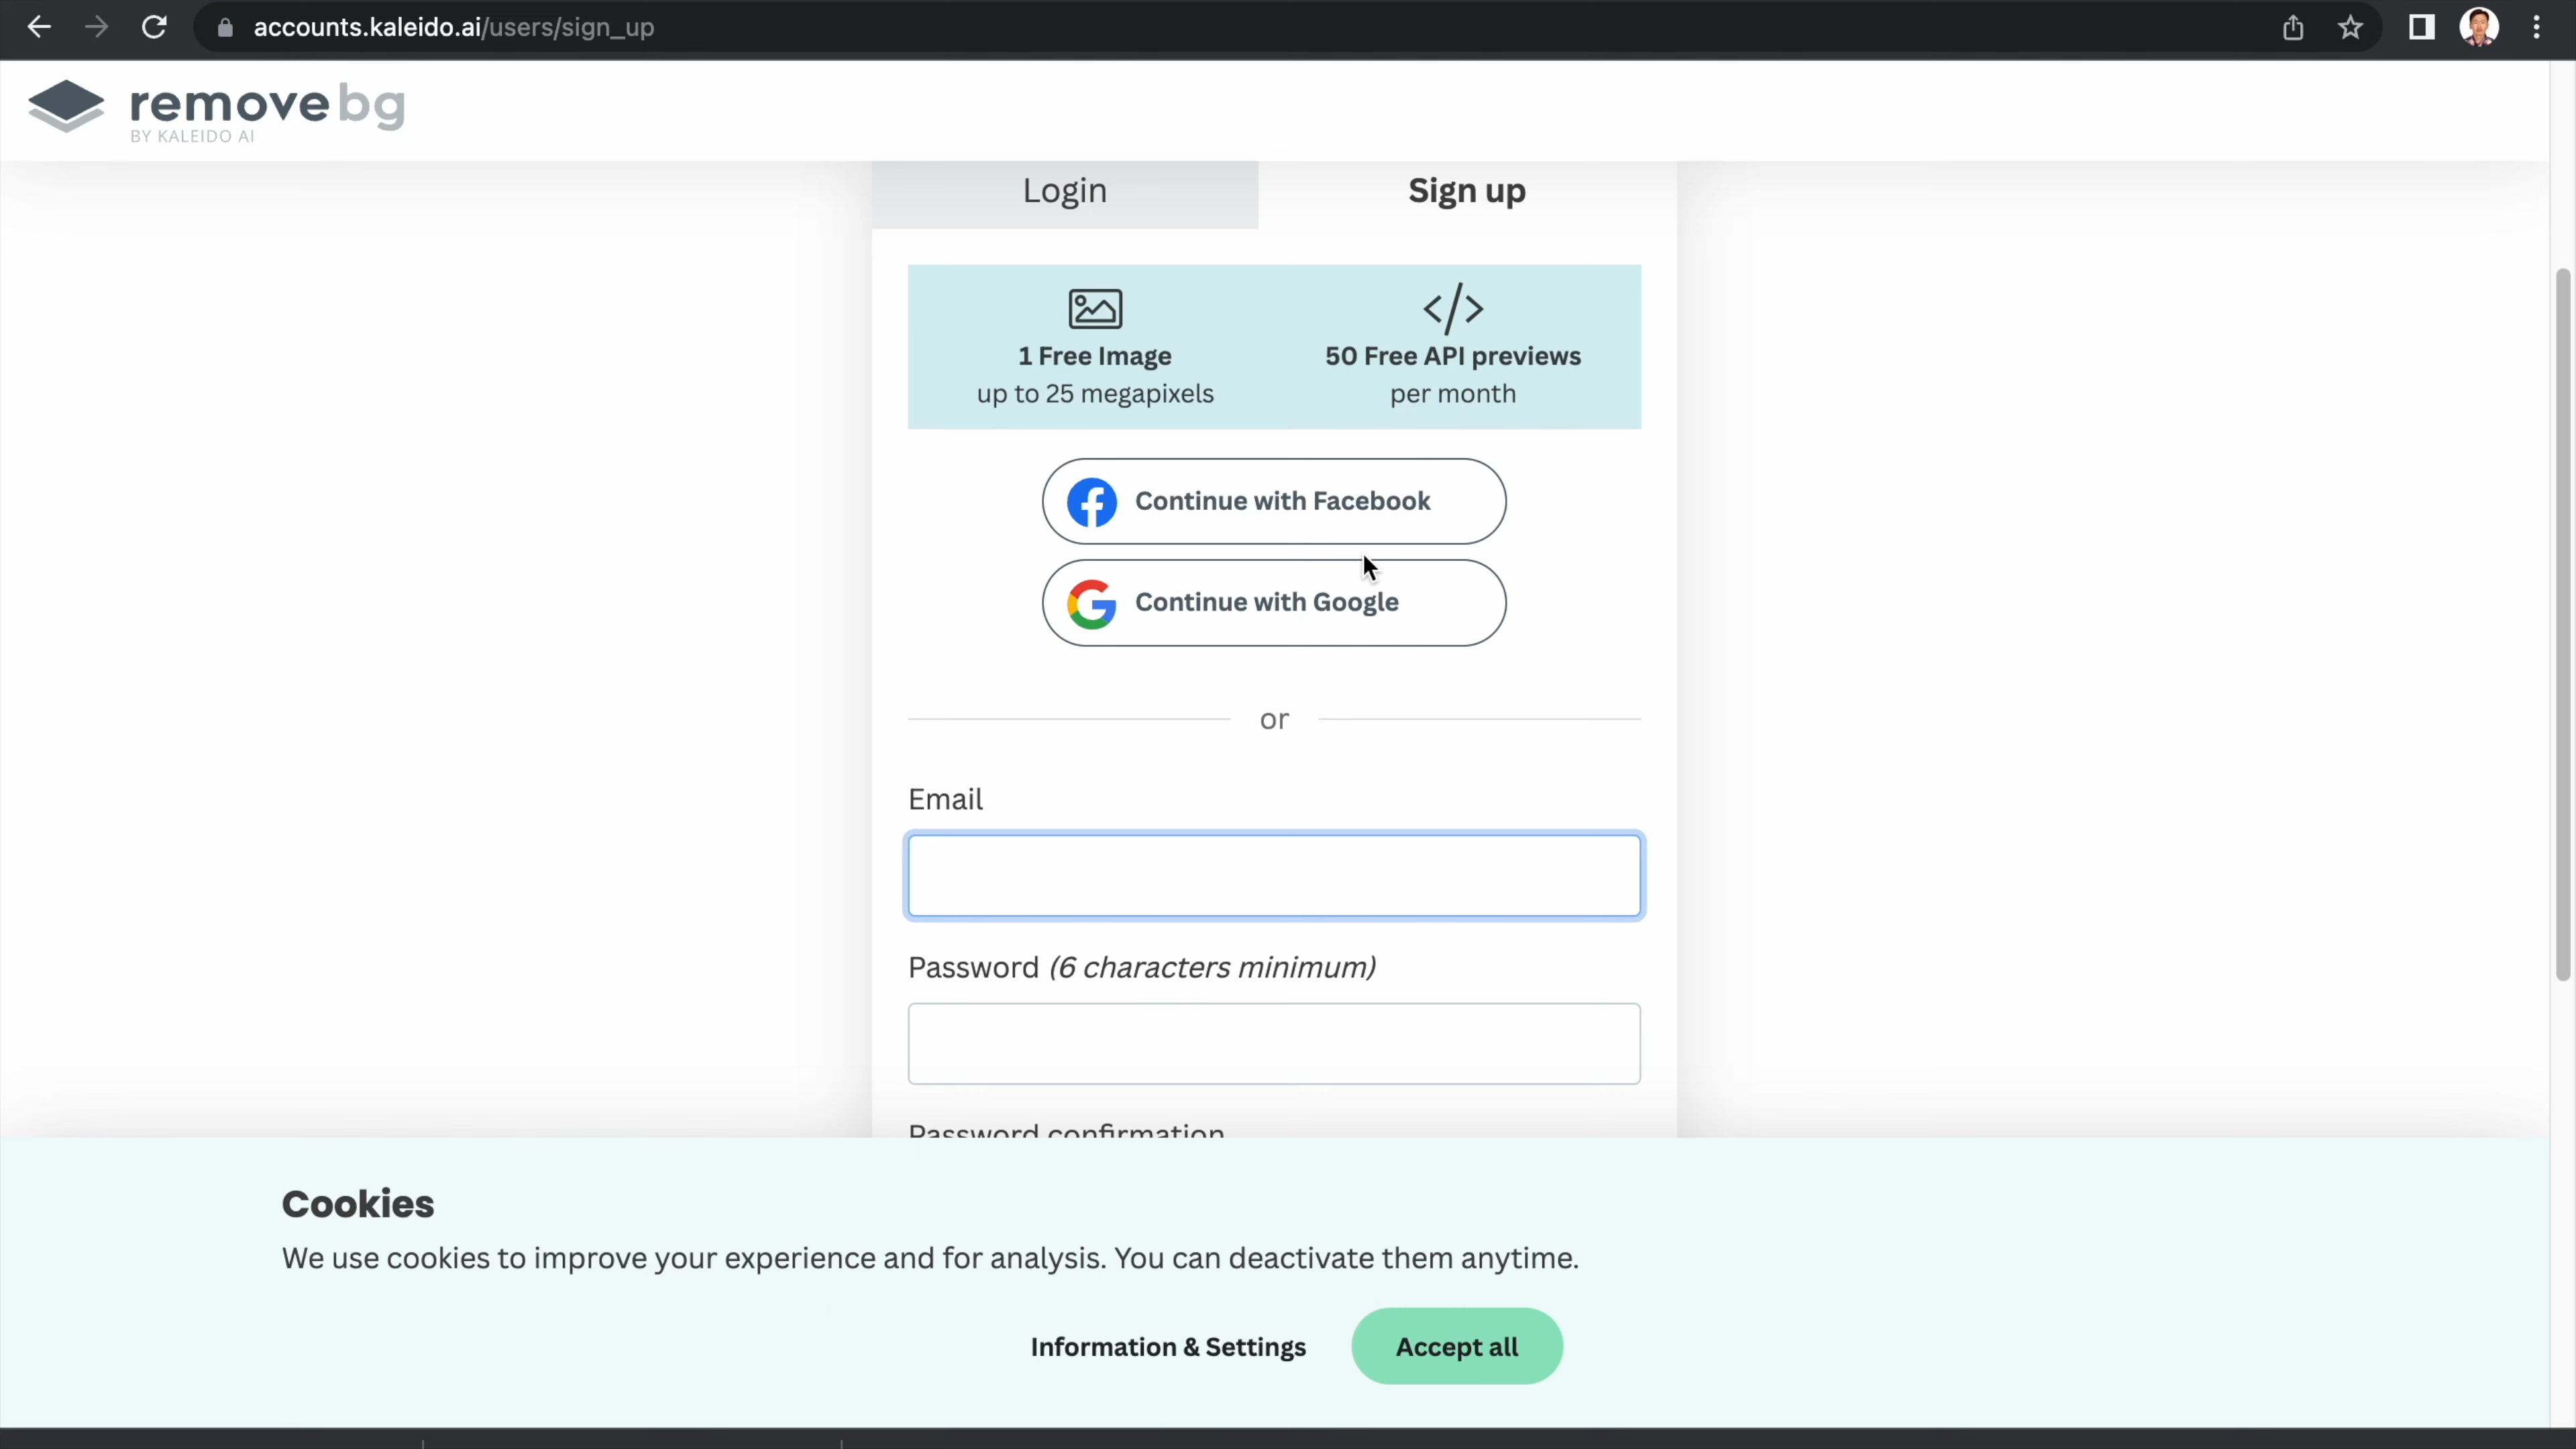 accounts.kaleido.ai/users/sign_up
removebg
BY KALEIDO AI
Login
Sign up
1 Free Image
up to 25 megapixels
50 Free API previews
per month
Continue with Facebook
Continue with Google
or
Email
Password (6 characters minimum)
Password confirmation
Cookies
We use cookies to improve your experience and for analysis. You can deactivate them anytime.
Information & Settings
Accept all